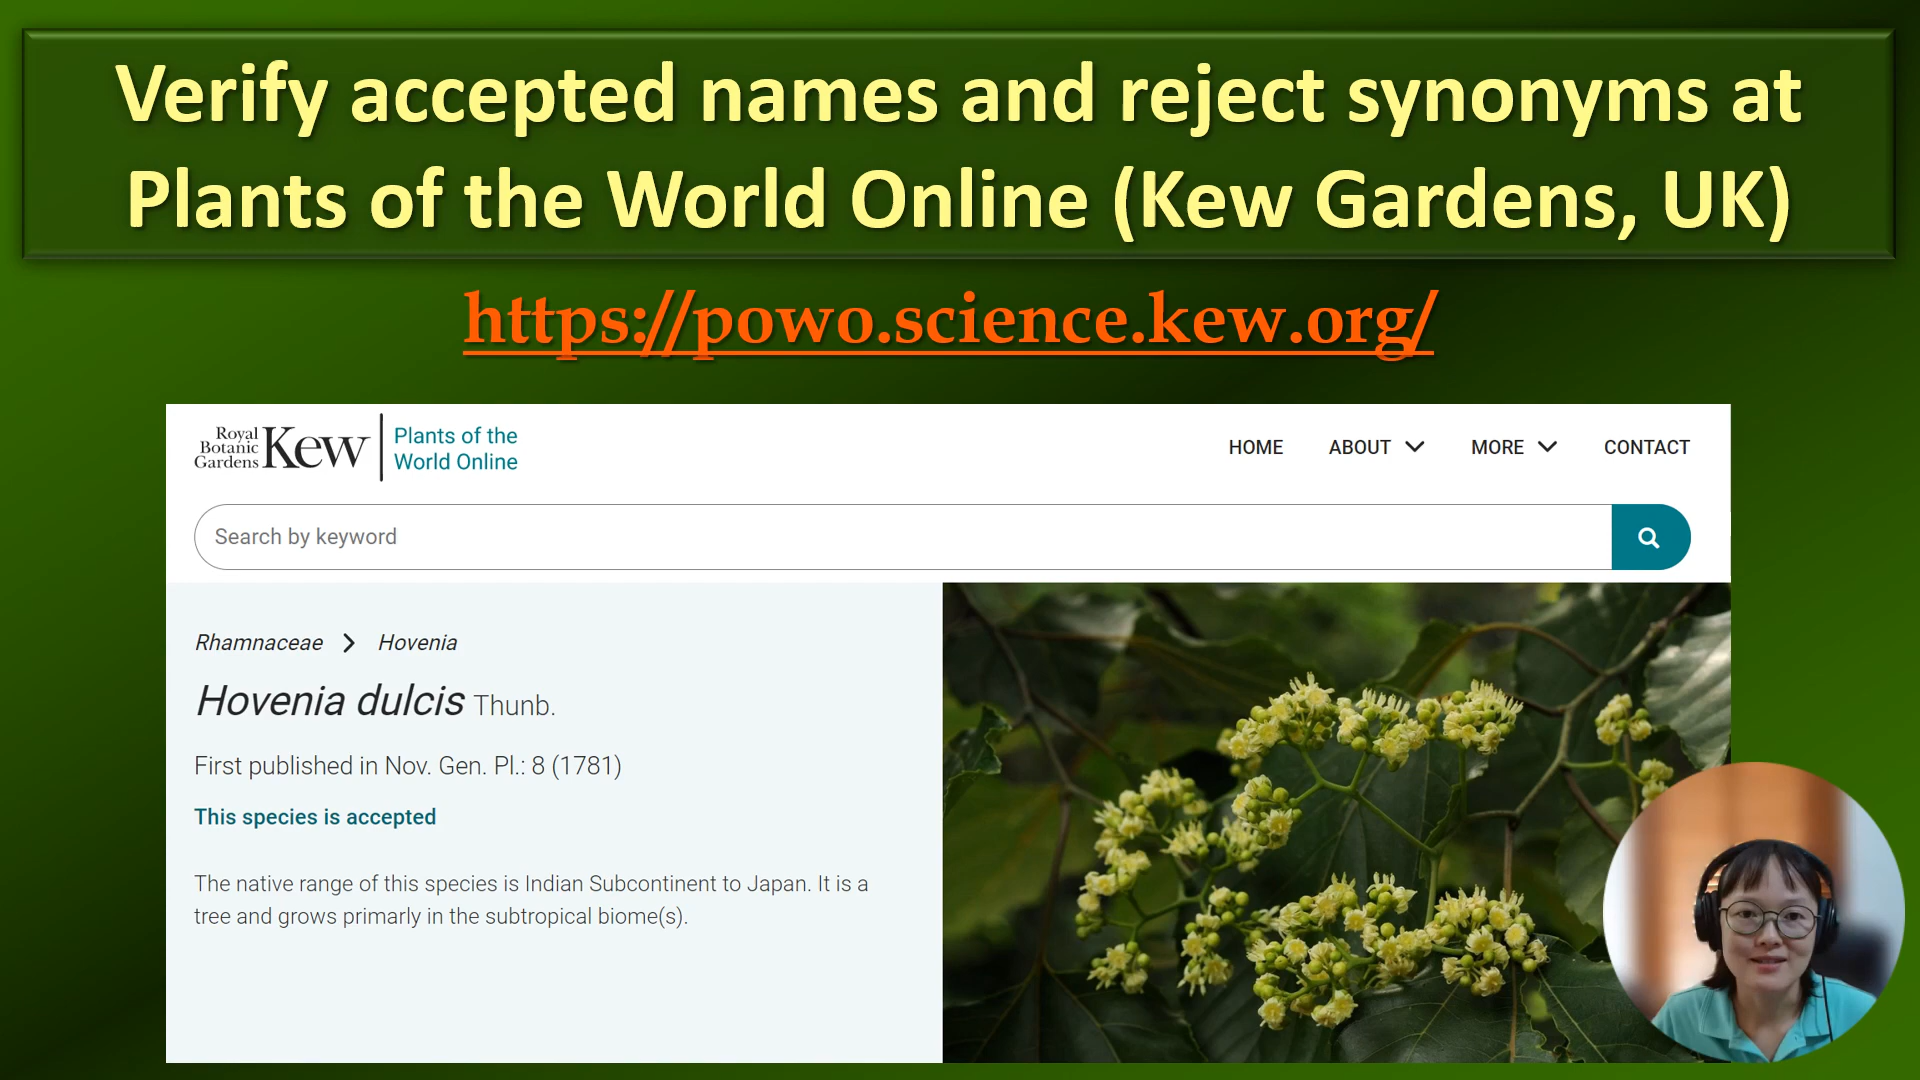 Verify accepted names and reject synonyms at
Plants of the World Online (Kew Gardens, UK)
https://powo.science.kew.org/
Royal
Botanic
Gardens
Kew
Plants of the
World Online
HOME ABOUT MORE CONTACT
Search by keyword
Rhamnaceae Hovenia
Hovenia dulcis Thunb.
First published in Nov. Gen. Pl.: 8 (1781)
This species is accepted
The native range of this species is Indian Subcontinent to Japan. It is a
tree and grows primarly in the subtropical biome(s).